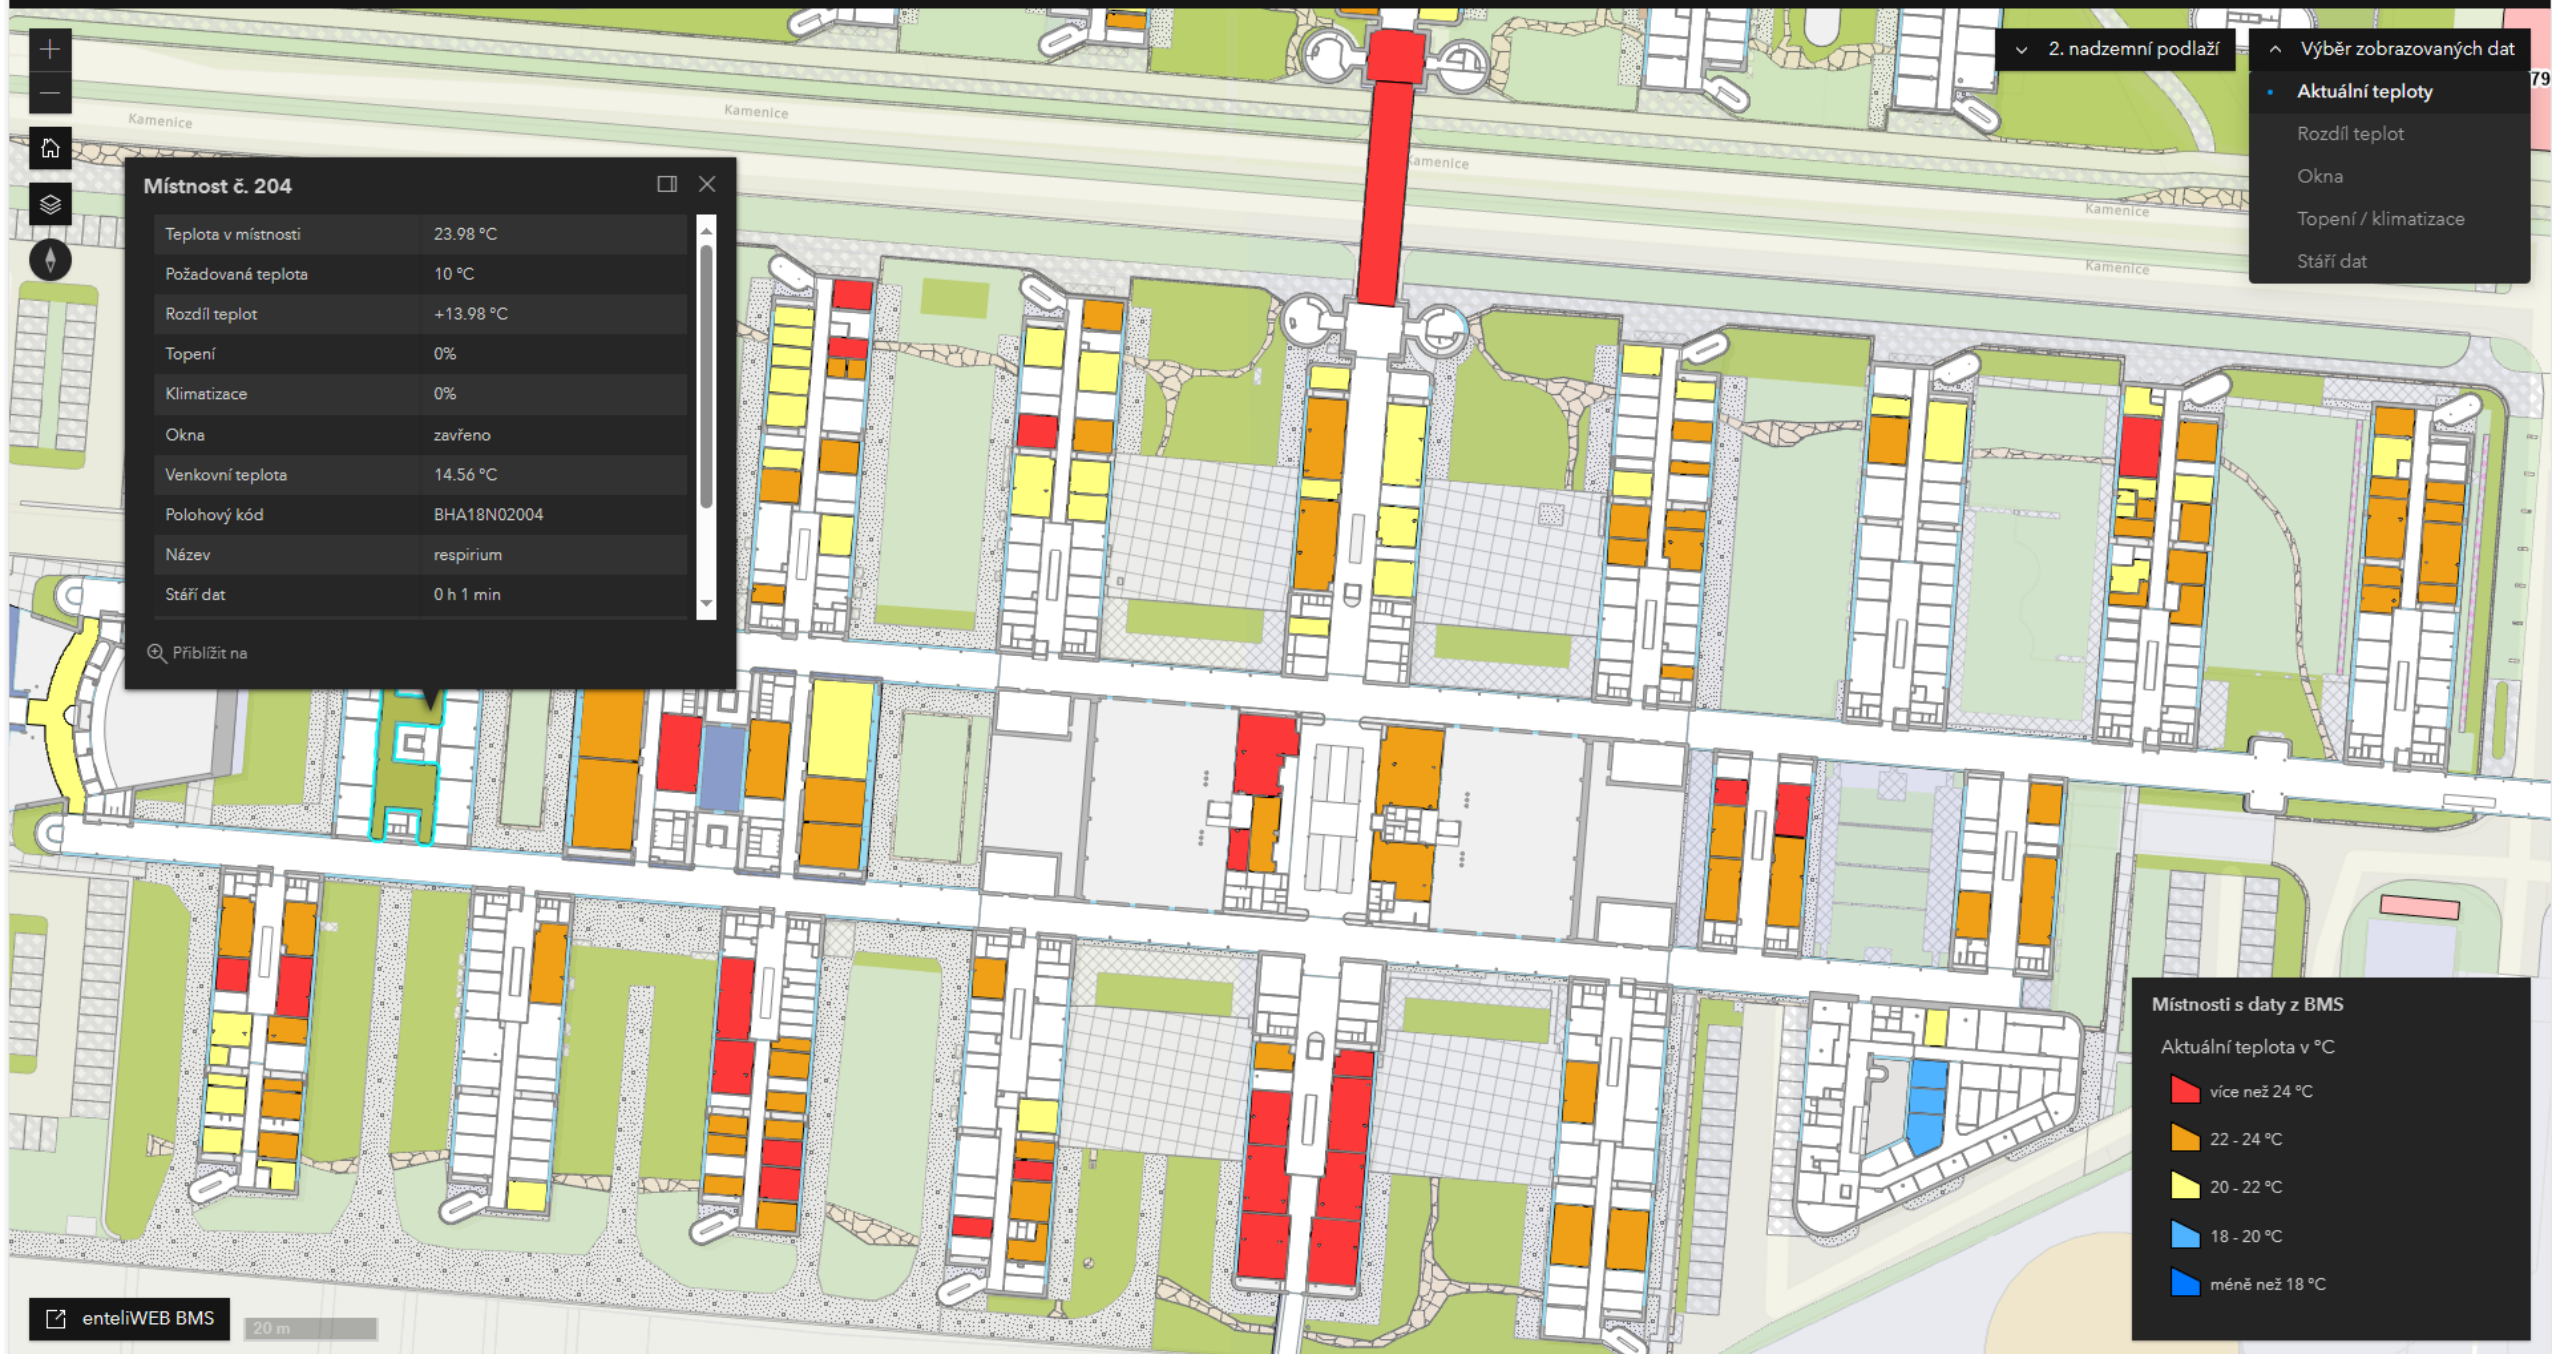 2. nadzemní podlaží
Výběr zobrazovaných dat
79
Aktuální teploty
Rozdíl teplot
Okna
Topení / klimatizace
Stáří dat
Kamenice
Kamenice
Kamenice
Kamenice
Kamenice
Místnost č. 204
Teplota v místnosti 23.98 °C
Požadovaná teplota 10 °C
Rozdíl teplot +13.98 °C
Topení 0%
Klimatizace 0%
Okna zavřeno
Venkovní teplota 14.56 °C
Polohový kód BHA18N02004
Název respirium
Stáří dat 0 h 1 min
Přiblížit na
Místnosti s daty z BMS
Aktuální teplota v °C
více než 24 °C
22 - 24 °C
20 - 22 °C
18 - 20 °C
méně než 18 °C
enteliWEB BMS
20 m